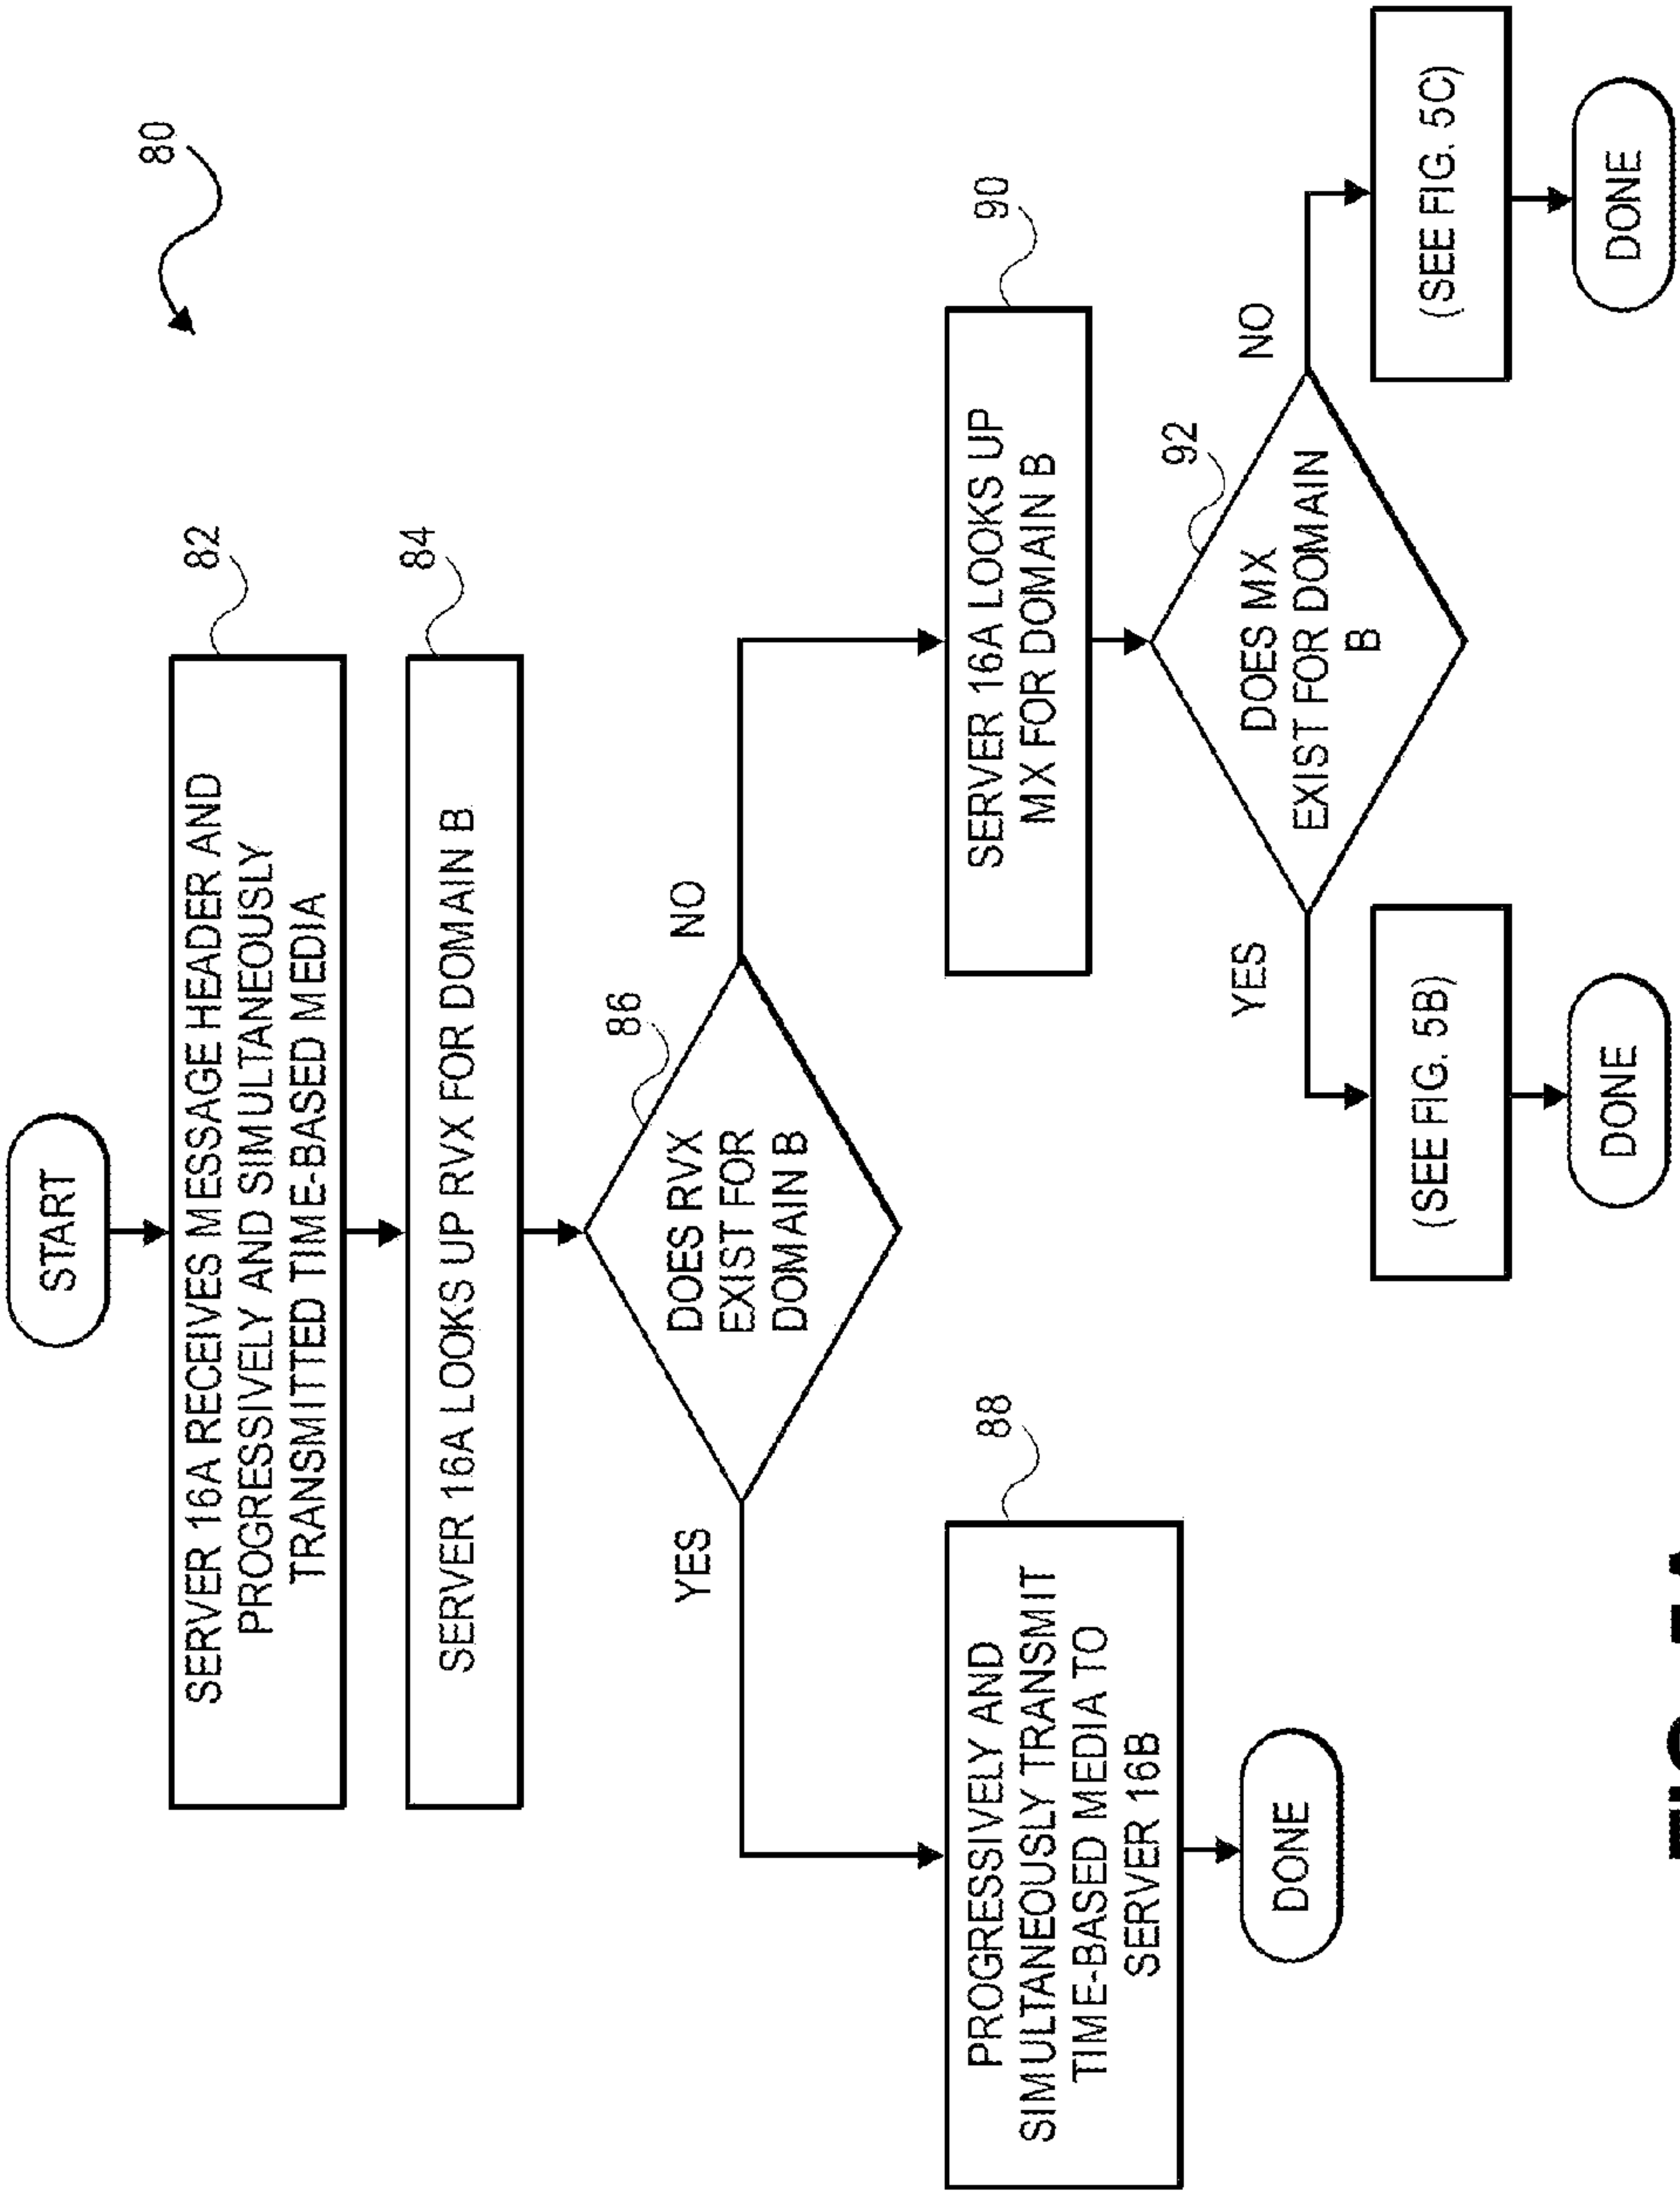 80
START
82
SERVER 16A RECEIVES MESSAGE HEADER AND
PROGRESSIVELY AND SIMULTANEOUSLY
TRANSMITTED TIME-BASED MEDIA
84
SERVER 16A LOOKS UP RVX FOR DOMAIN B
86
DOES RVX
EXIST FOR
DOMAIN B
YES
NO
88
PROGRESSIVELY AND
SIMULTANEOUSLY TRANSMIT
TIME-BASED MEDIA TO
SERVER 16B
DONE
90
SERVER 16A LOOKS UP
MX FOR DOMAIN B
92
DOES MX
EXIST FOR DOMAIN
B
YES
NO
(SEE FIG. 5B)
DONE
(SEE FIG. 5C)
DONE